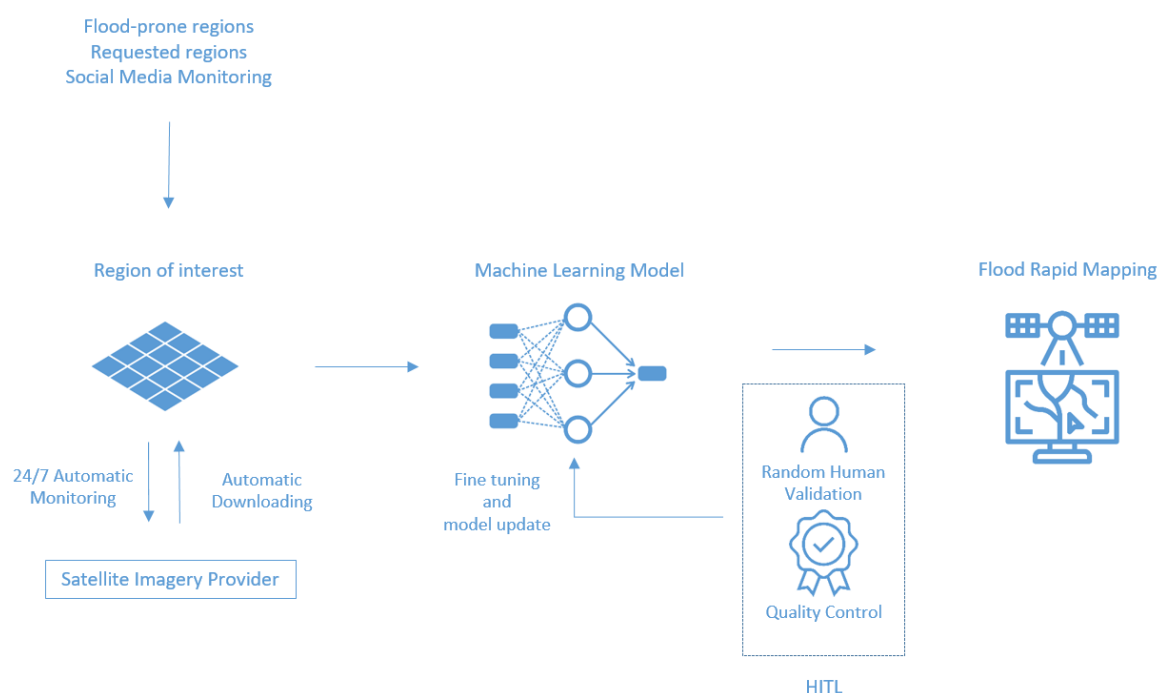 Flood-prone regions
Requested regions
Social Media Monitoring
Region of interest
Machine Learning Model
Flood Rapid Mapping
24/7 Automatic
Monitoring
Automatic
Downloading
Satellite Imagery Provider
Fine tuning
and
model update
Random Human
Validation
Quality Control
HITL